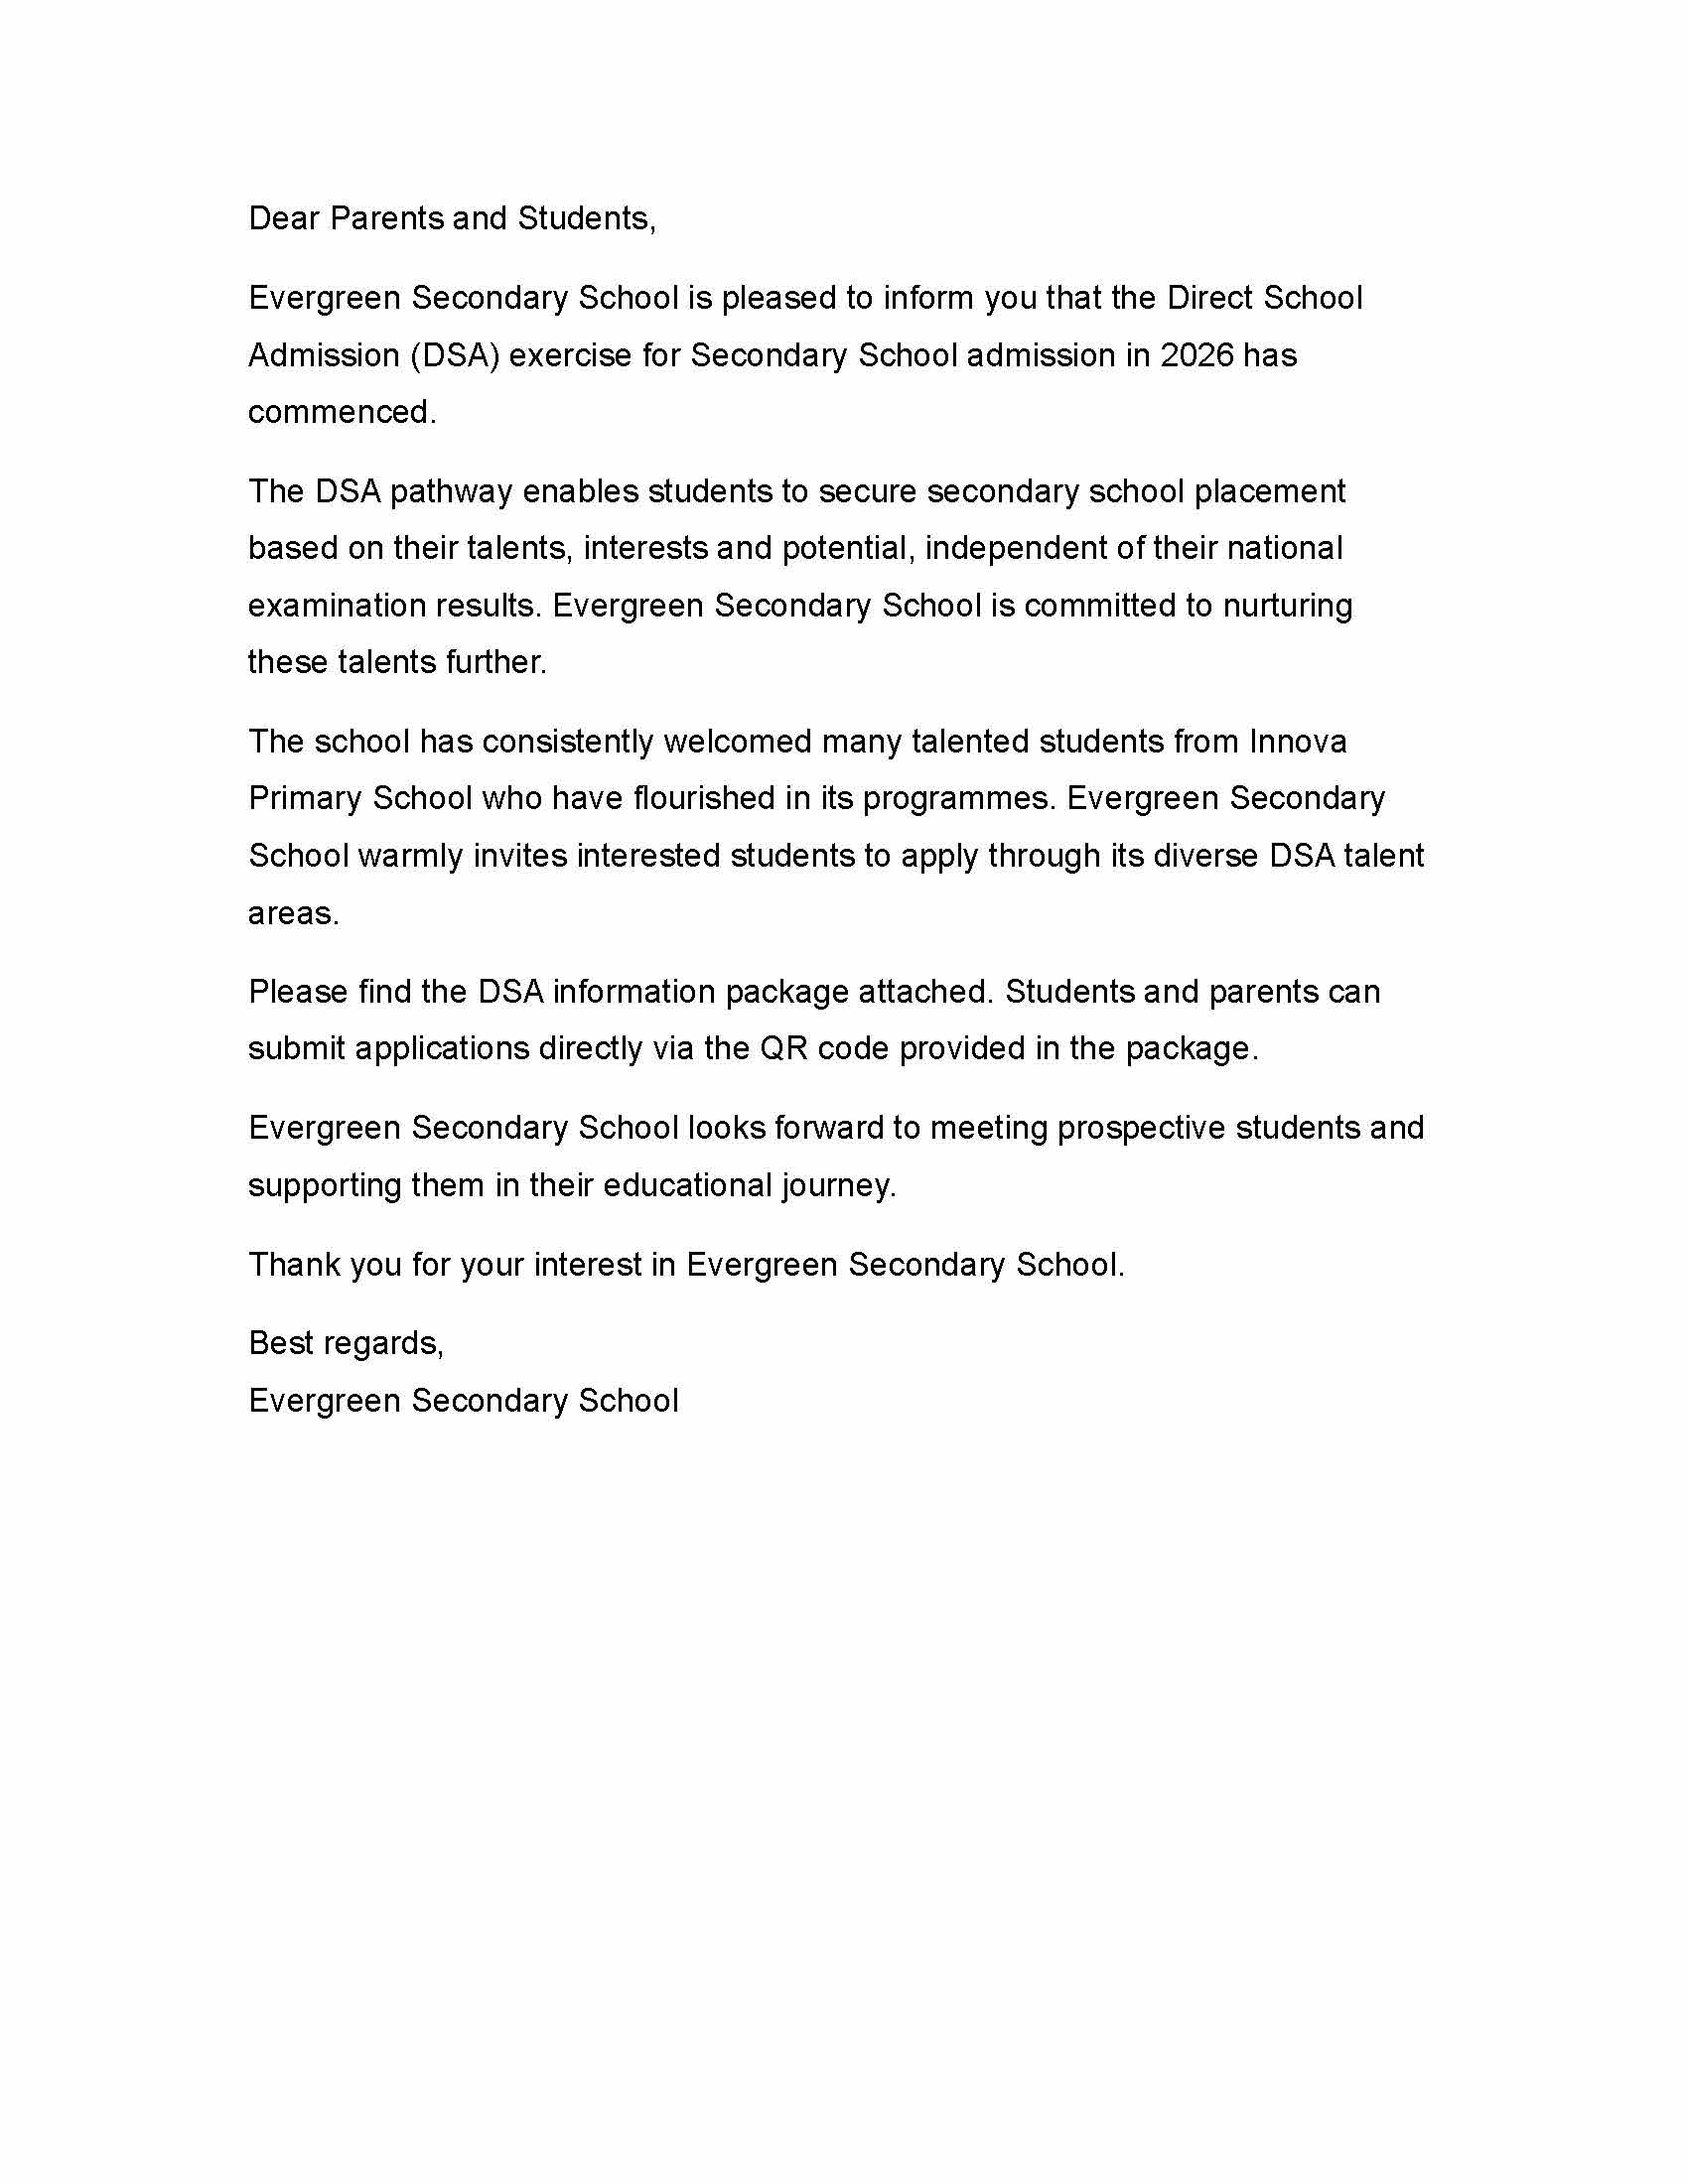 Dear Parents and Students,
Evergreen Secondary School is pleased to inform you that the Direct School
Admission (DSA) exercise for Secondary School admission in 2026 has
commenced.
The DSA pathway enables students to secure secondary school placement
based on their talents, interests and potential, independent of their national
examination results. Evergreen Secondary School is committed to nurturing
these talents further.
The school has consistently welcomed many talented students from Innova
Primary School who have flourished in its programmes. Evergreen Secondary
School warmly invites interested students to apply through its diverse DSA talent
areas.
Please find the DSA information package attached. Students and parents can
submit applications directly via the QR code provided in the package.
Evergreen Secondary School looks forward to meeting prospective students and
supporting them in their educational journey.
Thank you for your interest in Evergreen Secondary School.
Best regards,
Evergreen Secondary School